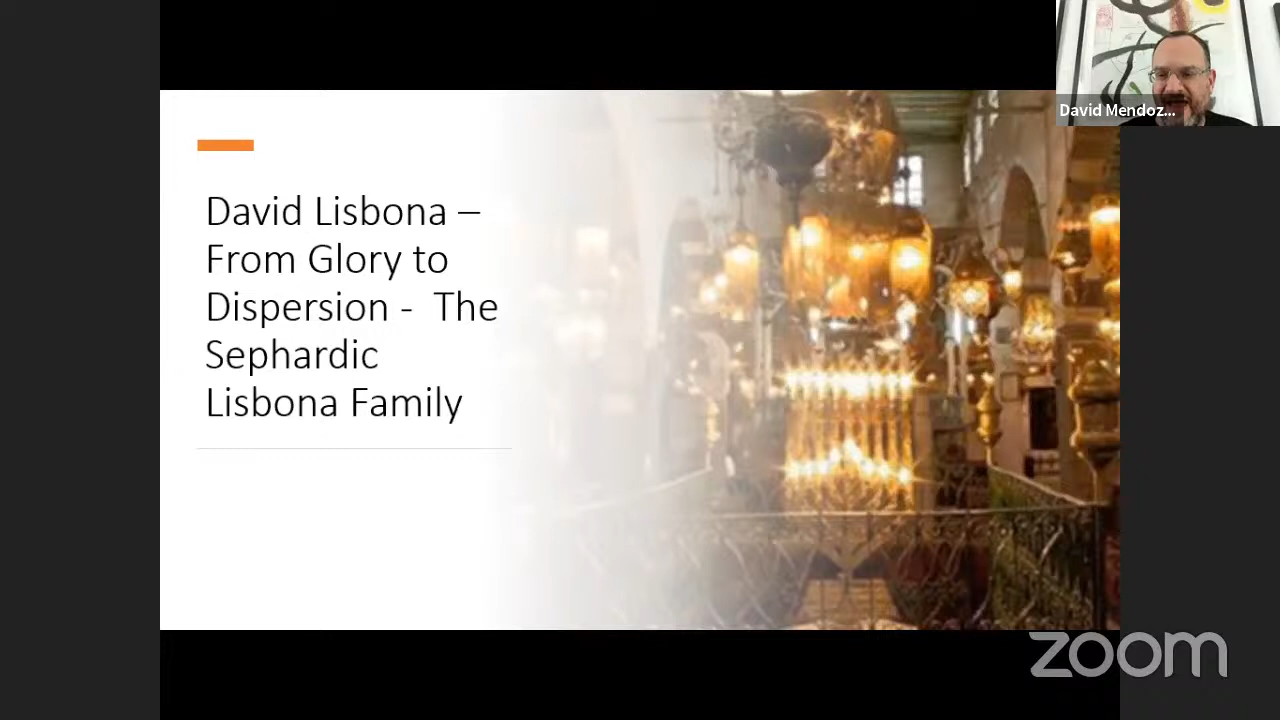 David Mendoz...
David Lisbona –
From Glory to
Dispersion - The
Sephardic
Lisbona Family
zoom